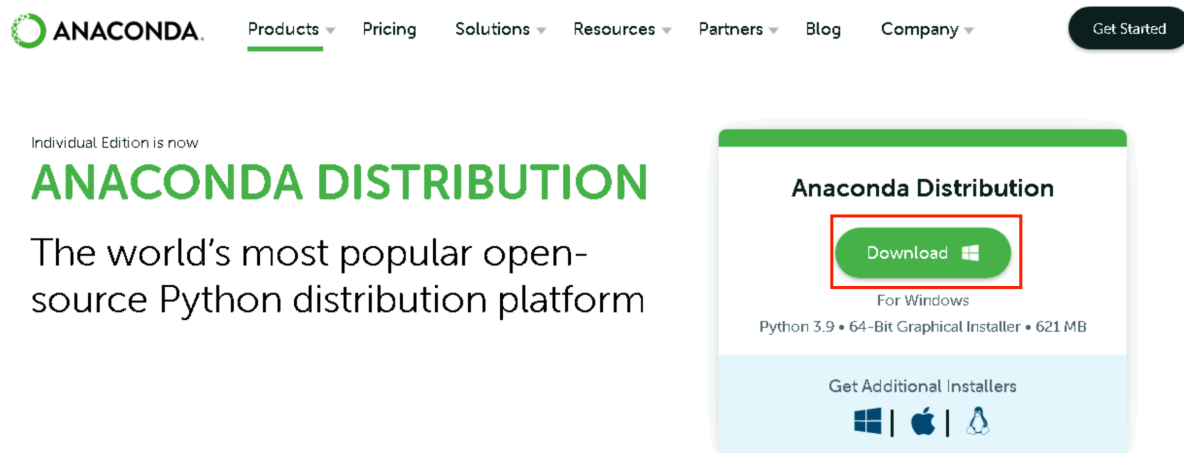 ANACONDA.
Products
Pricing
Solutions
Resources
Partners
Blog
Company
Get Started
Individual Edition is now
ANACONDA DISTRIBUTION
The world's most popular open-
source Python distribution platform
Anaconda Distribution
Download
For Windows
Python 3.9 • 64-Bit Graphical Installer • 621 MB
Get Additional Installers